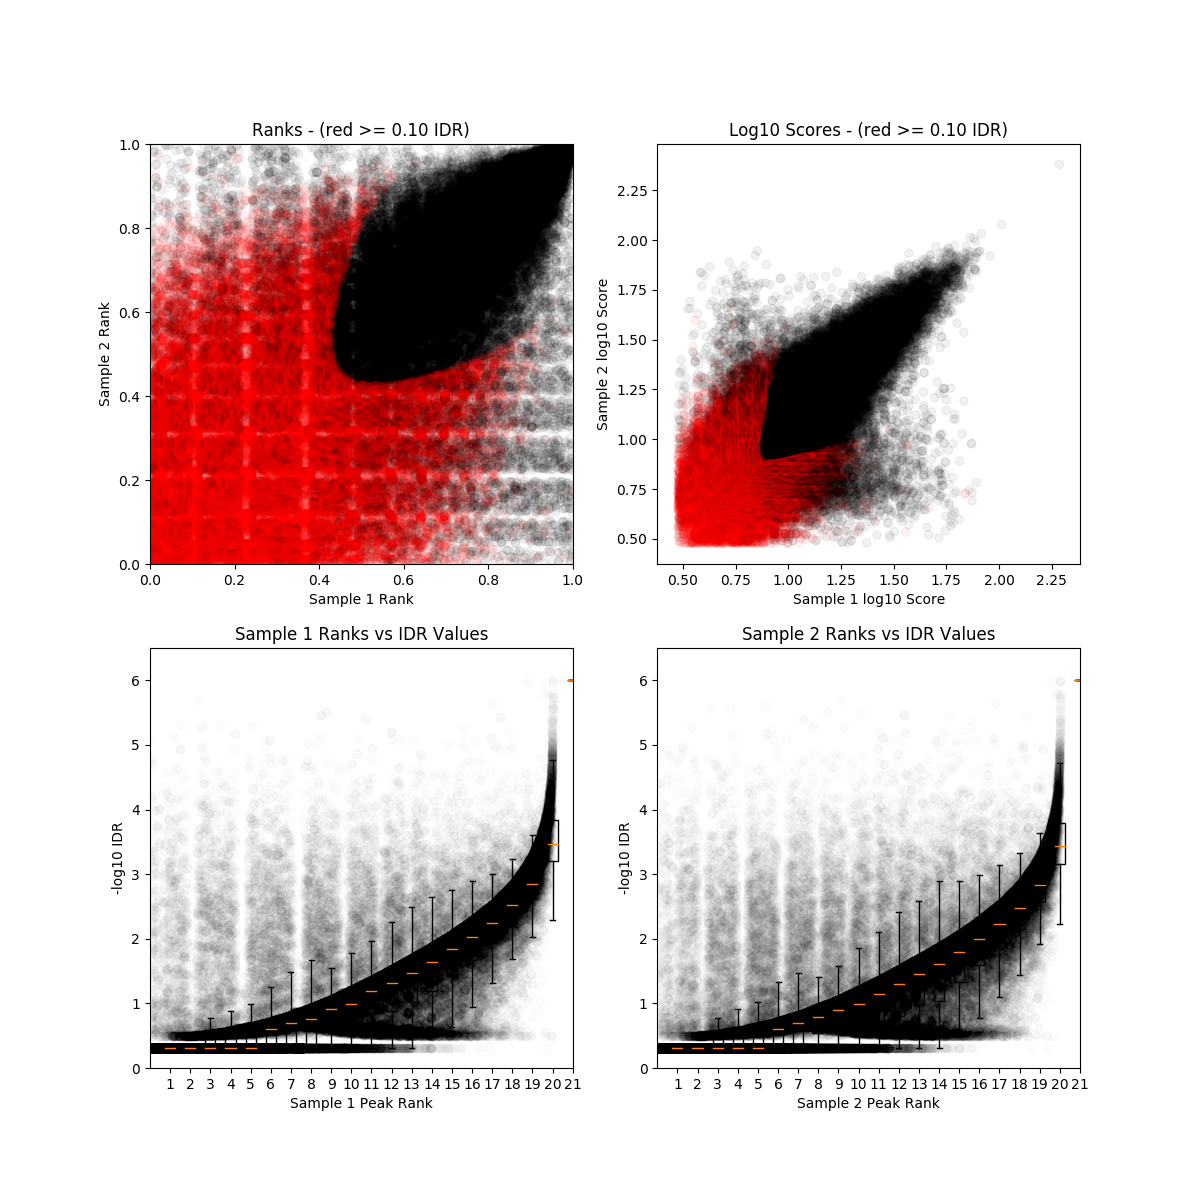 Ranks - (red >= 0.10 IDR)
1.0
0.8
0.6
0.4
0.2
0.0
Sample 2 Rank
0.0 0.2 0.4 0.6 0.8 1.0
Sample 1 Rank
Log10 Scores - (red >= 0.10 IDR)
2.25
2.00
1.75
1.50
1.25
1.00
0.75
0.50
Sample 2 log10 Score
0.50 0.75 1.00 1.25 1.50 1.75 2.00 2.25
Sample 1 log10 Score
Sample 1 Ranks vs IDR Values
6
5
4
3
2
1
0
-log10 IDR
1 2 3 4 5 6 7 8 9 10 11 12 13 14 15 16 17 18 19 20 21
Sample 1 Peak Rank
Sample 2 Ranks vs IDR Values
6
5
4
3
2
1
0
-log10 IDR
1 2 3 4 5 6 7 8 9 10 11 12 13 14 15 16 17 18 19 20 21
Sample 2 Peak Rank